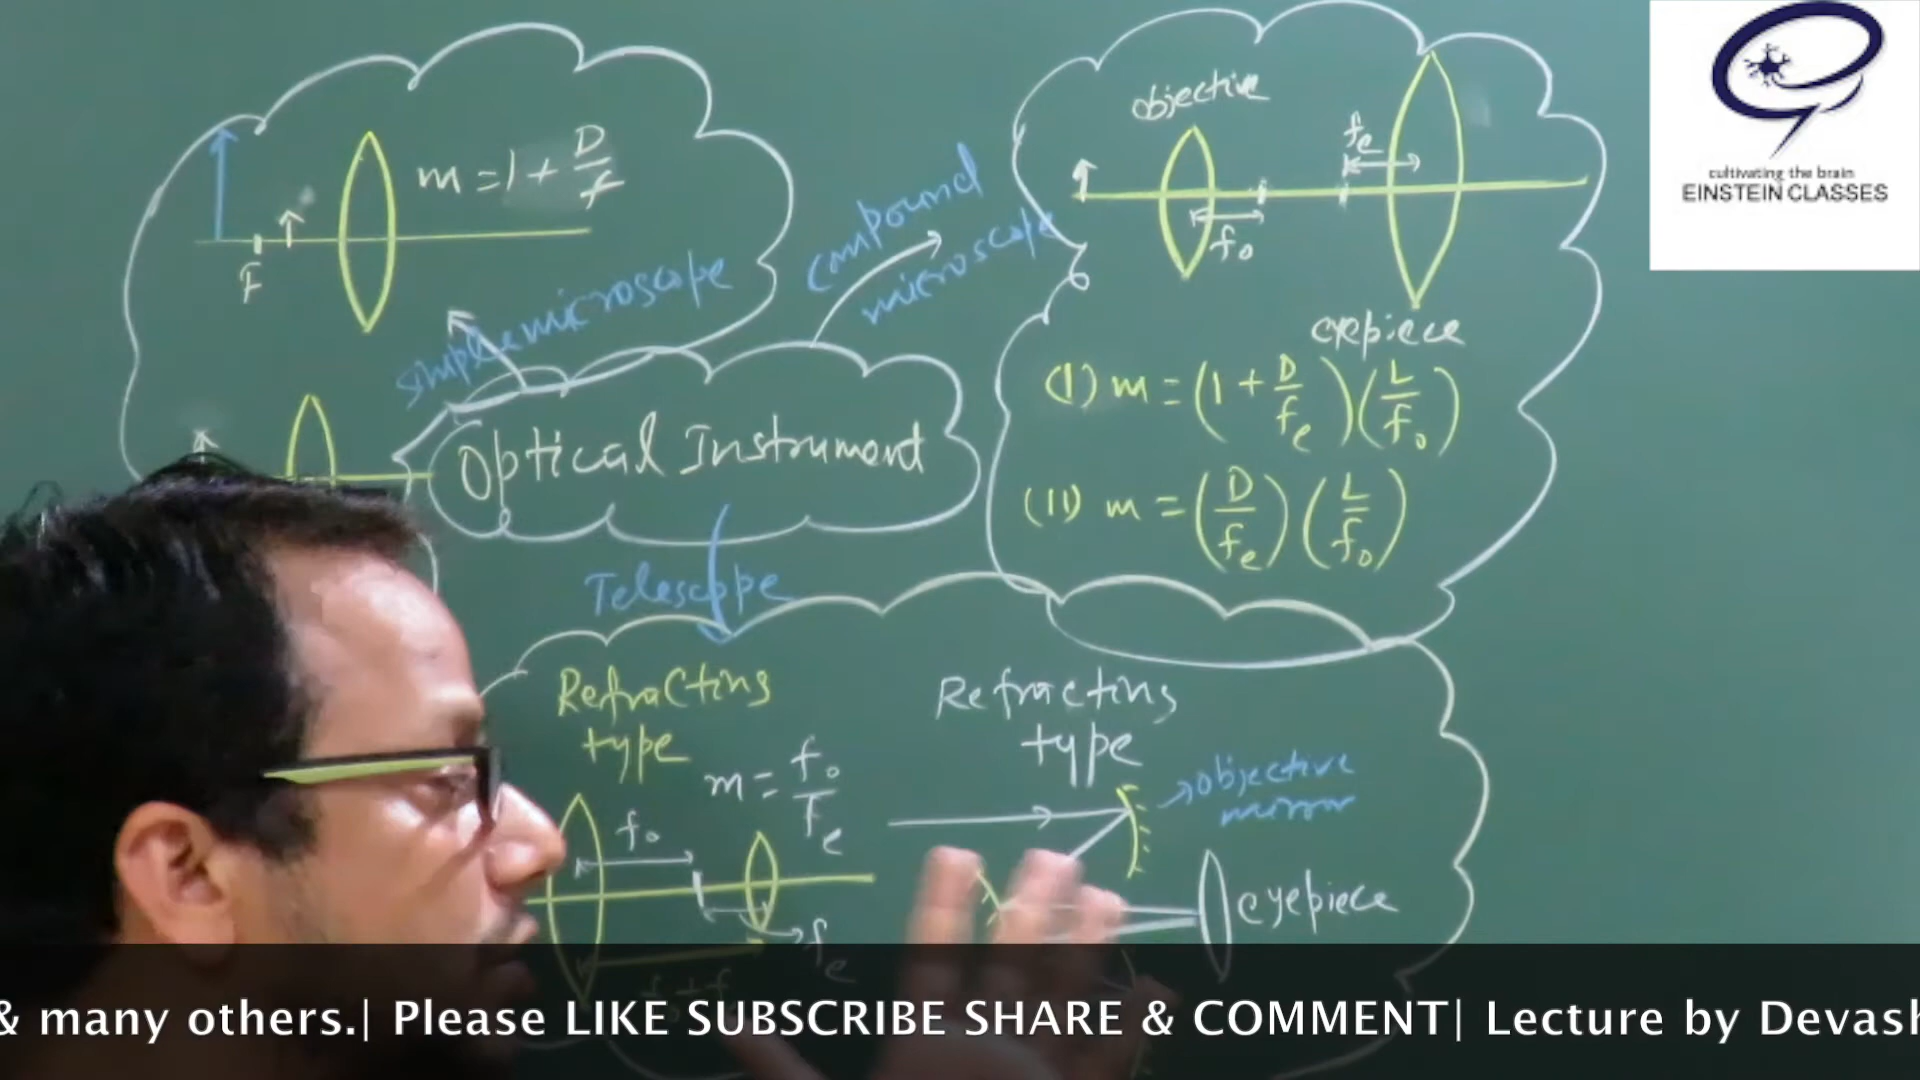 cultivating the brain
EINSTEIN CLASSES
m = 1 + D/f
F
simple microscope
compound
microscope
objective
fe
fo
eyepiece
(I) m = (1 + D/fe)(L/fo)
(II) m = (D/fe)(L/fo)
Optical Instrument
Telescope
Refracting
type
m = fo/fe
fo
fe
Refracting
type
objective
mirror
eyepiece
& many others.| Please LIKE SUBSCRIBE SHARE & COMMENT| Lecture by Devash